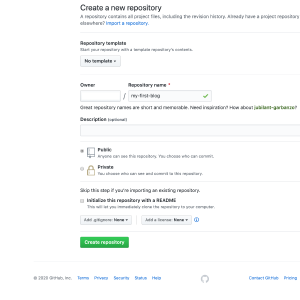 Create a new repository
A repository contains all project files, including the revision history. Already have a project repository
elsewhere? Import a repository.
Repository template
Start your repository with a template repository's contents.
No template
Owner
Repository name *
/
my-first-blog
Great repository names are short and memorable. Need inspiration? How about jubilant-garbanzo?
Description (optional)
Public
Anyone can see this repository. You choose who can commit.
Private
You choose who can see and commit to this repository.
Skip this step if you're importing an existing repository.
Initialize this repository with a README
This will let you immediately clone the repository to your computer.
Add .gitignore: None
Add a license: None
Create repository
© 2020 GitHub, Inc. Terms Privacy Security Status Help
Contact GitHub Pricing